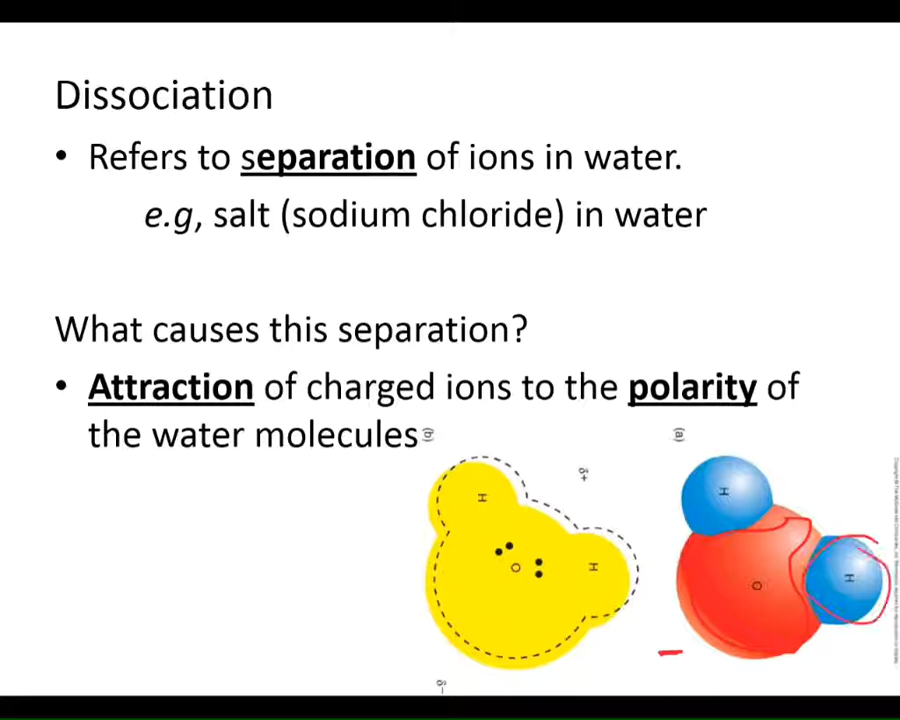 Dissociation
• Refers to separation of ions in water.
e.g, salt (sodium chloride) in water
What causes this separation?
• Attraction of charged ions to the polarity of
the water molecules
(b)
(a)
δ+
H
H
O
H
O
H
δ−